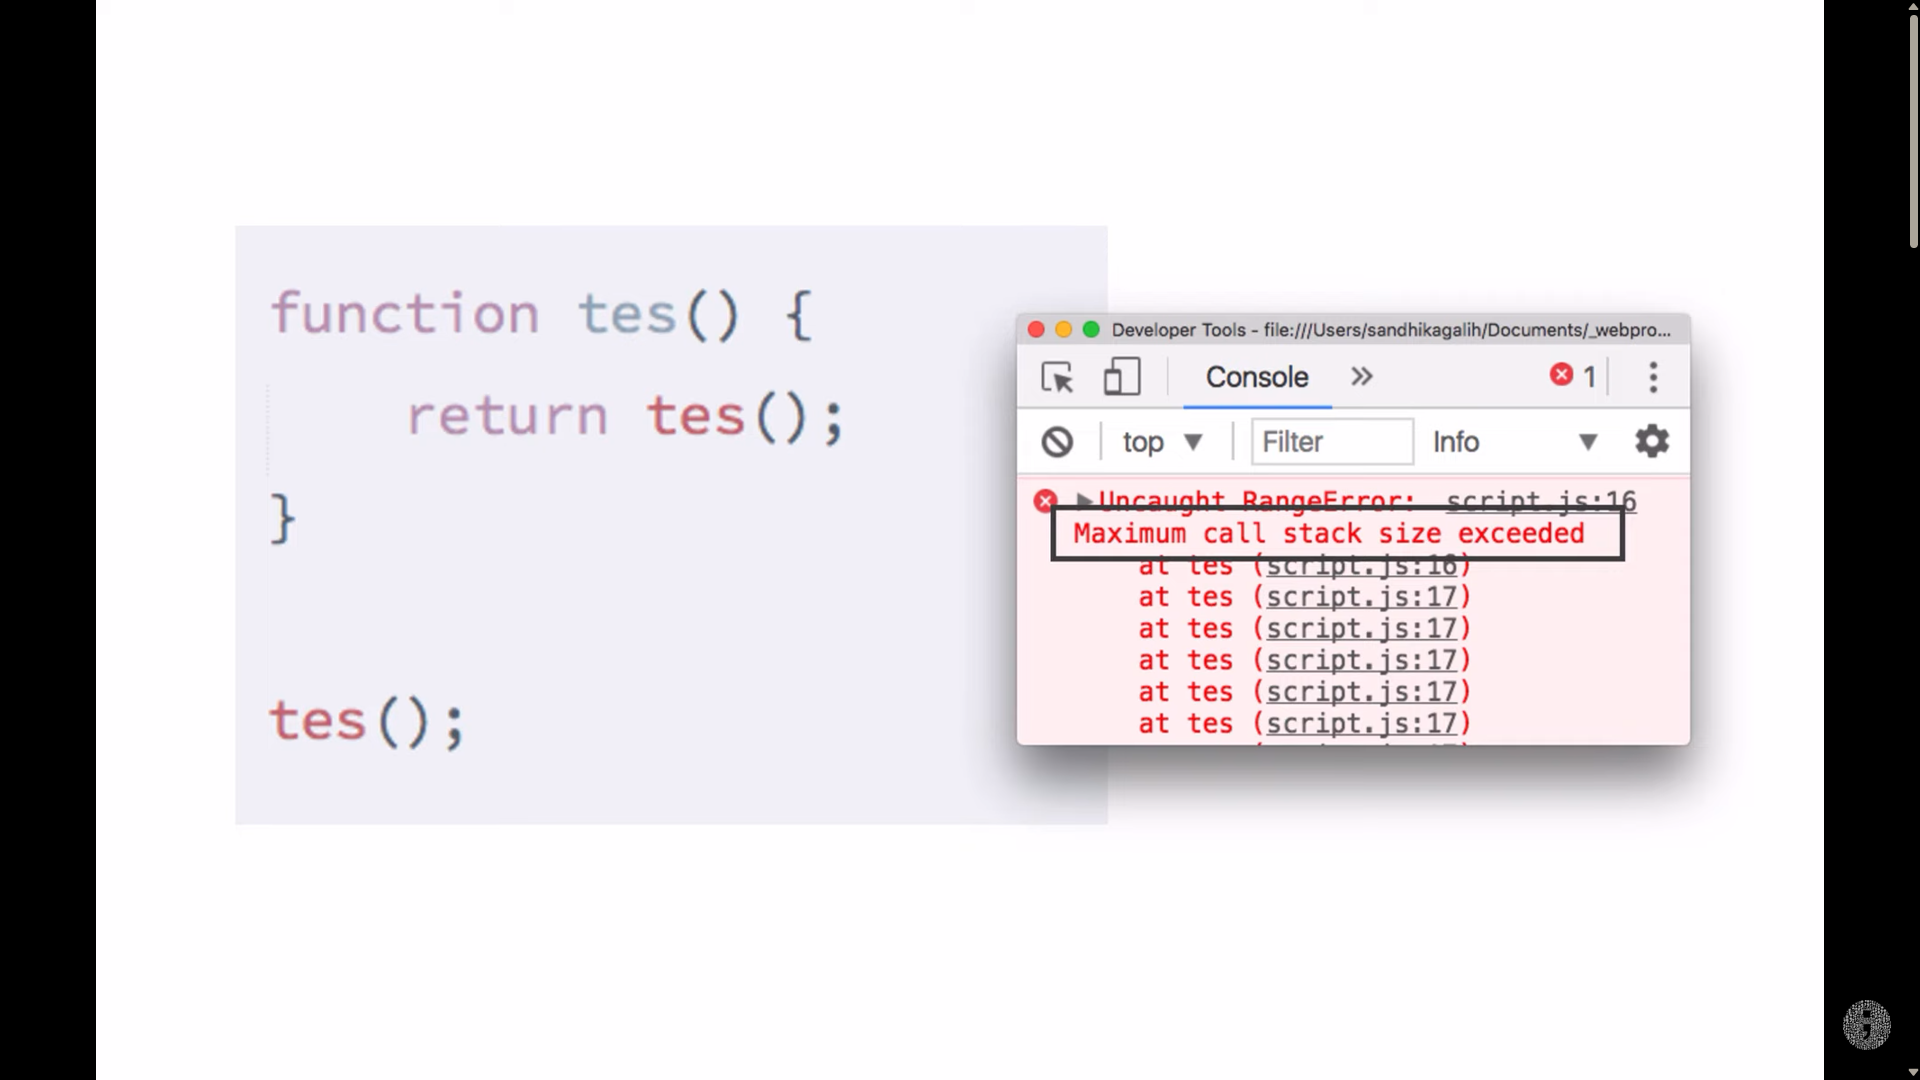 function tes() {
return tes();
}
tes();
Developer Tools - file:///Users/sandhikagalih/Documents/_webpro...
Console » 1
top Filter Info
Uncaught RangeError: script.js:16
Maximum call stack size exceeded
at tes (script.js:16)
at tes (script.js:17)
at tes (script.js:17)
at tes (script.js:17)
at tes (script.js:17)
at tes (script.js:17)